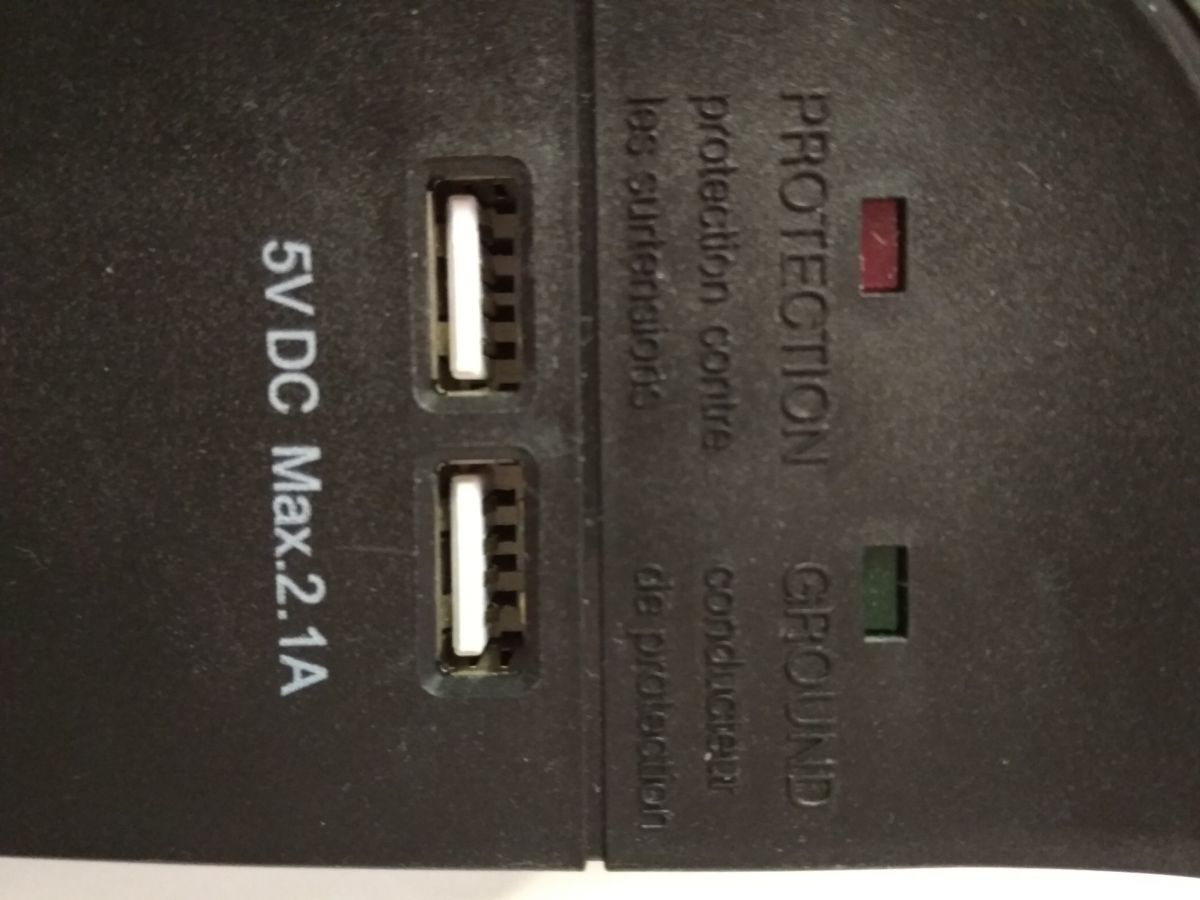 PROTECTION
protection contre
les surtensions
GROUND
conducteur
de protection
5V DC Max.2.1A